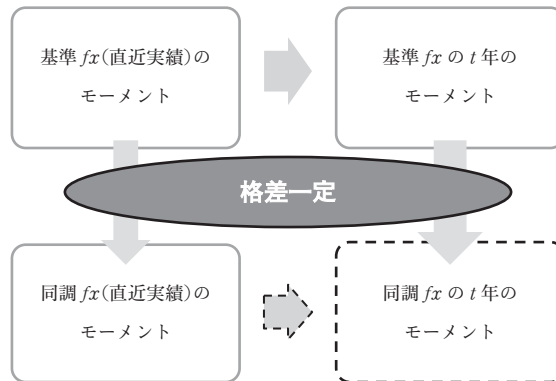 基準 fx(直近実績)の
モーメント
基準 fx の t 年の
モーメント
格差一定
同調 fx(直近実績)の
モーメント
同調 fx の t 年の
モーメント